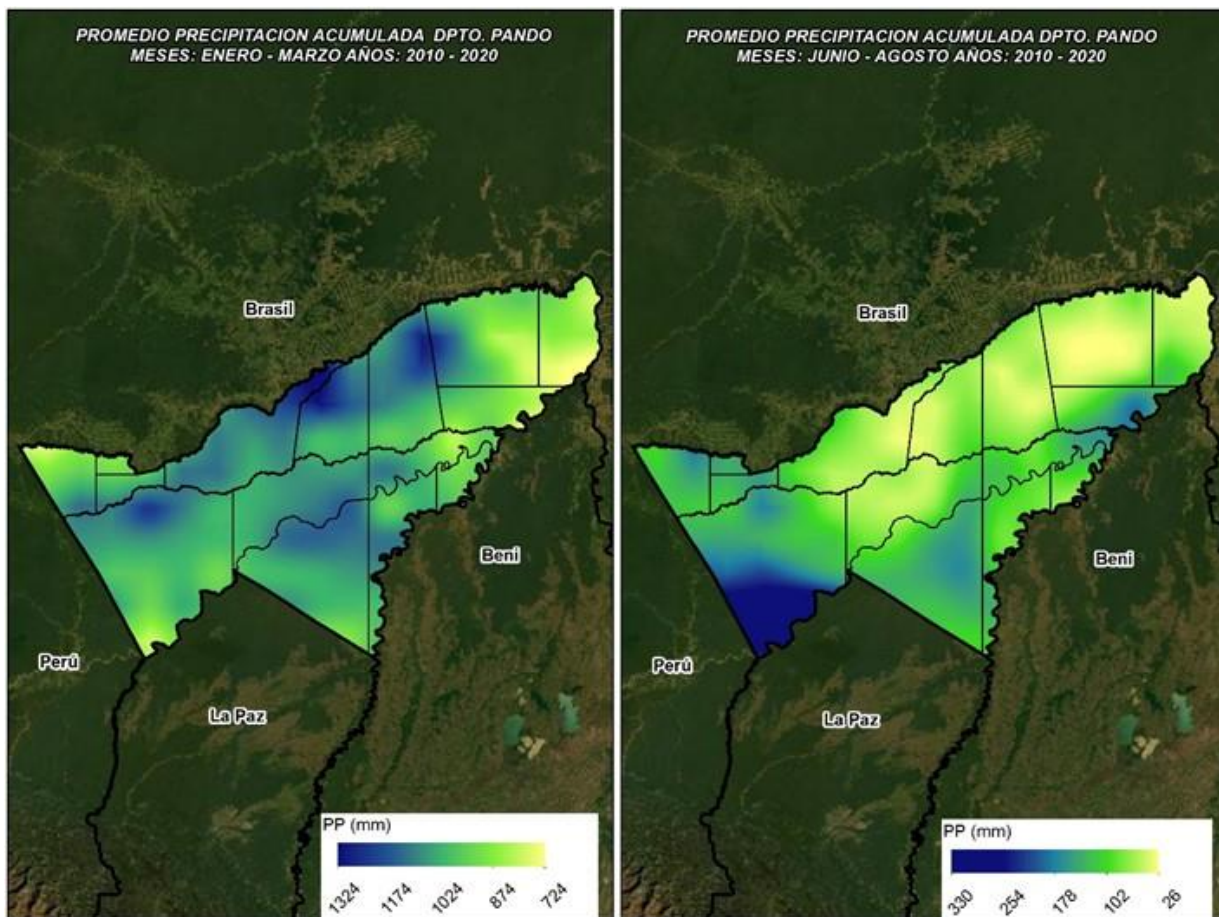 PROMEDIO PRECIPITACION ACUMULADA DPTO. PANDO
MESES: ENERO - MARZO AÑOS: 2010 - 2020
Brasil
Beni
Perú
La Paz
PP (mm)
1324 1174 1024 874 724
PROMEDIO PRECIPITACION ACUMULADA DPTO. PANDO
MESES: JUNIO - AGOSTO AÑOS: 2010 - 2020
Brasil
Beni
Perú
La Paz
PP (mm)
330 254 178 102 26